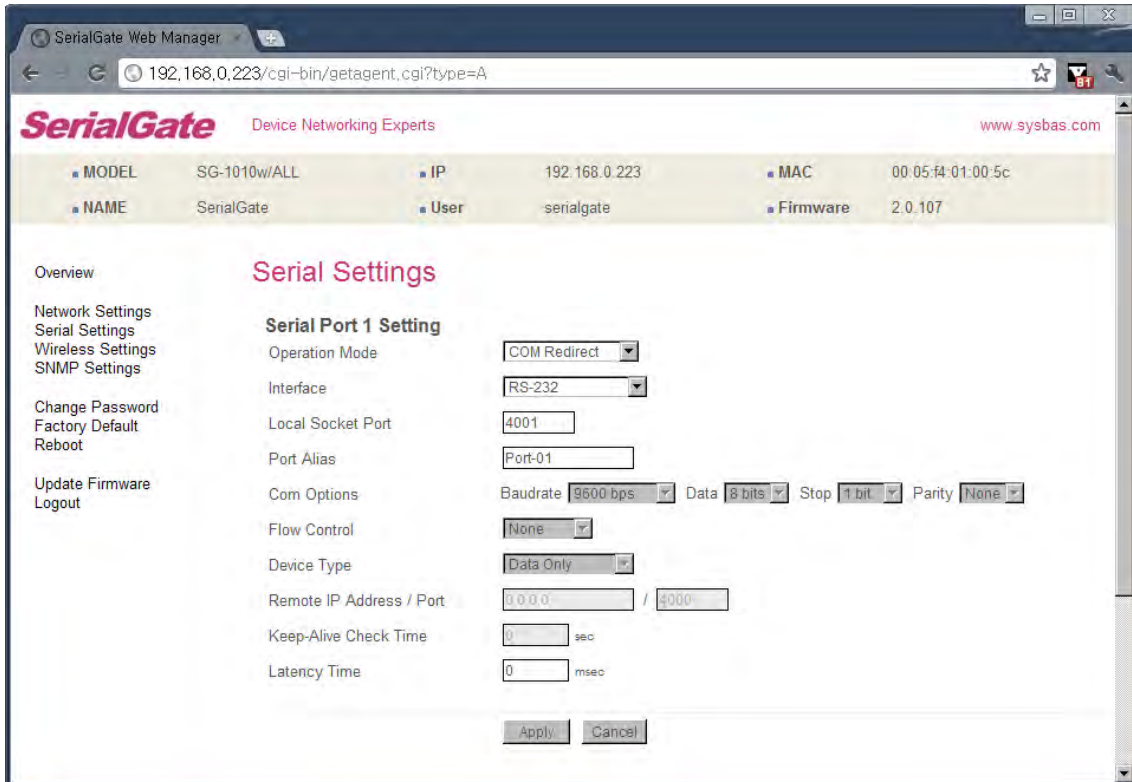 SerialGate Web Manager
192.168.0.223/cgi-bin/getagent.cgi?type=A
81
SerialGate Device Networking Experts www.sysbas.com
MODEL SG-1010w/ALL IP 192.168.0.223 MAC 00:05:f4:01:00:5c
NAME SerialGate User serialgate Firmware 2.0.107
Overview
Network Settings
Serial Settings
Wireless Settings
SNMP Settings
Change Password
Factory Default
Reboot
Update Firmware
Logout
Serial Settings
Serial Port 1 Setting
Operation Mode COM Redirect
Interface RS-232
Local Socket Port 4001
Port Alias Port-01
Com Options Baudrate 9600 bps Data 8 bits Stop 1 bit Parity None
Flow Control None
Device Type Data Only
Remote IP Address / Port 0.0.0.0 / 4000
Keep-Alive Check Time 0 sec
Latency Time 0 msec
Apply Cancel